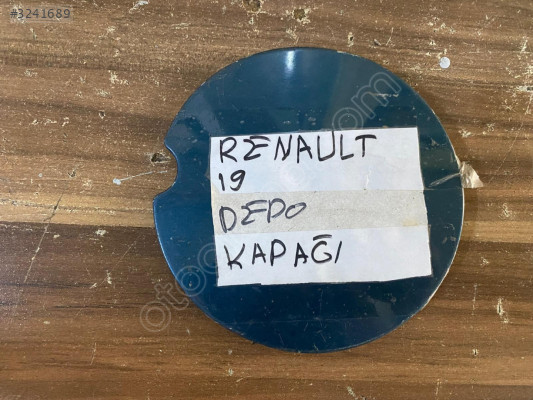 #3241689
RENAULT
19
DEPO
KAPAĞI